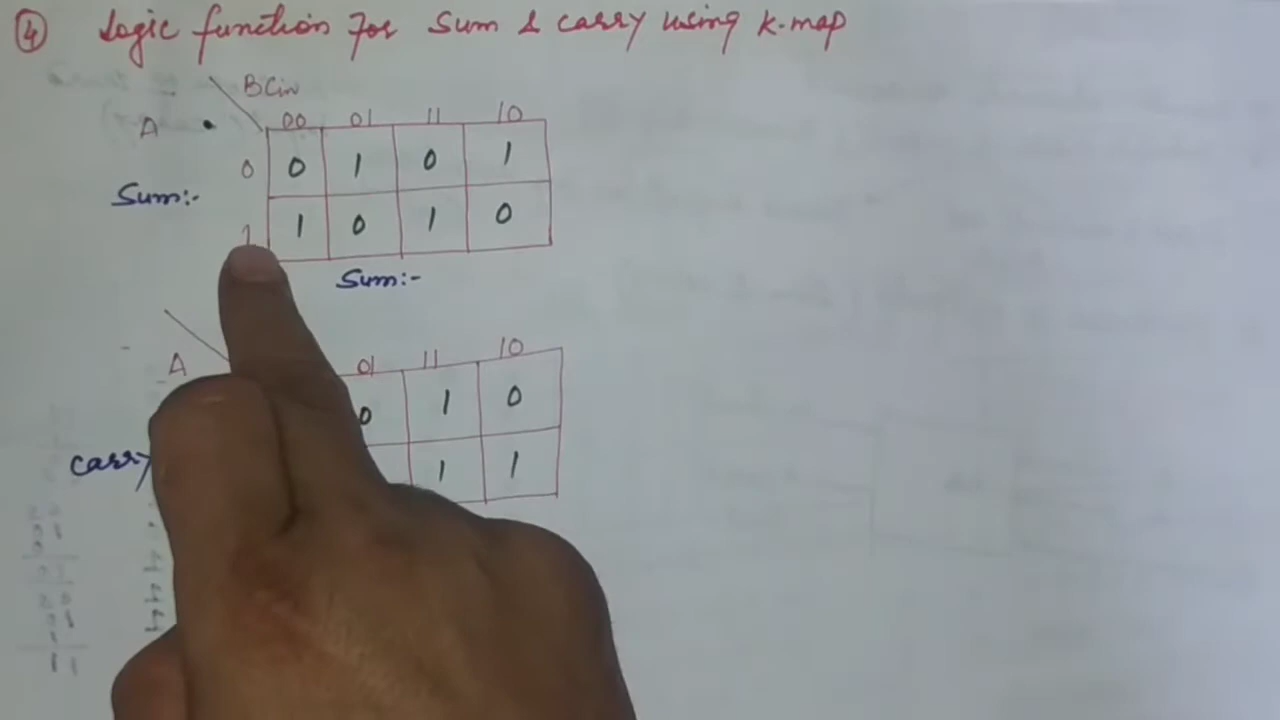 ④ Logic function for Sum & carry using k-map
BCin
A
00 01 11 10
0 0 1 0 1
Sum:-
1 1 0 1 0
Sum:-
A
01 11 10
0 1 0
carry
1 1